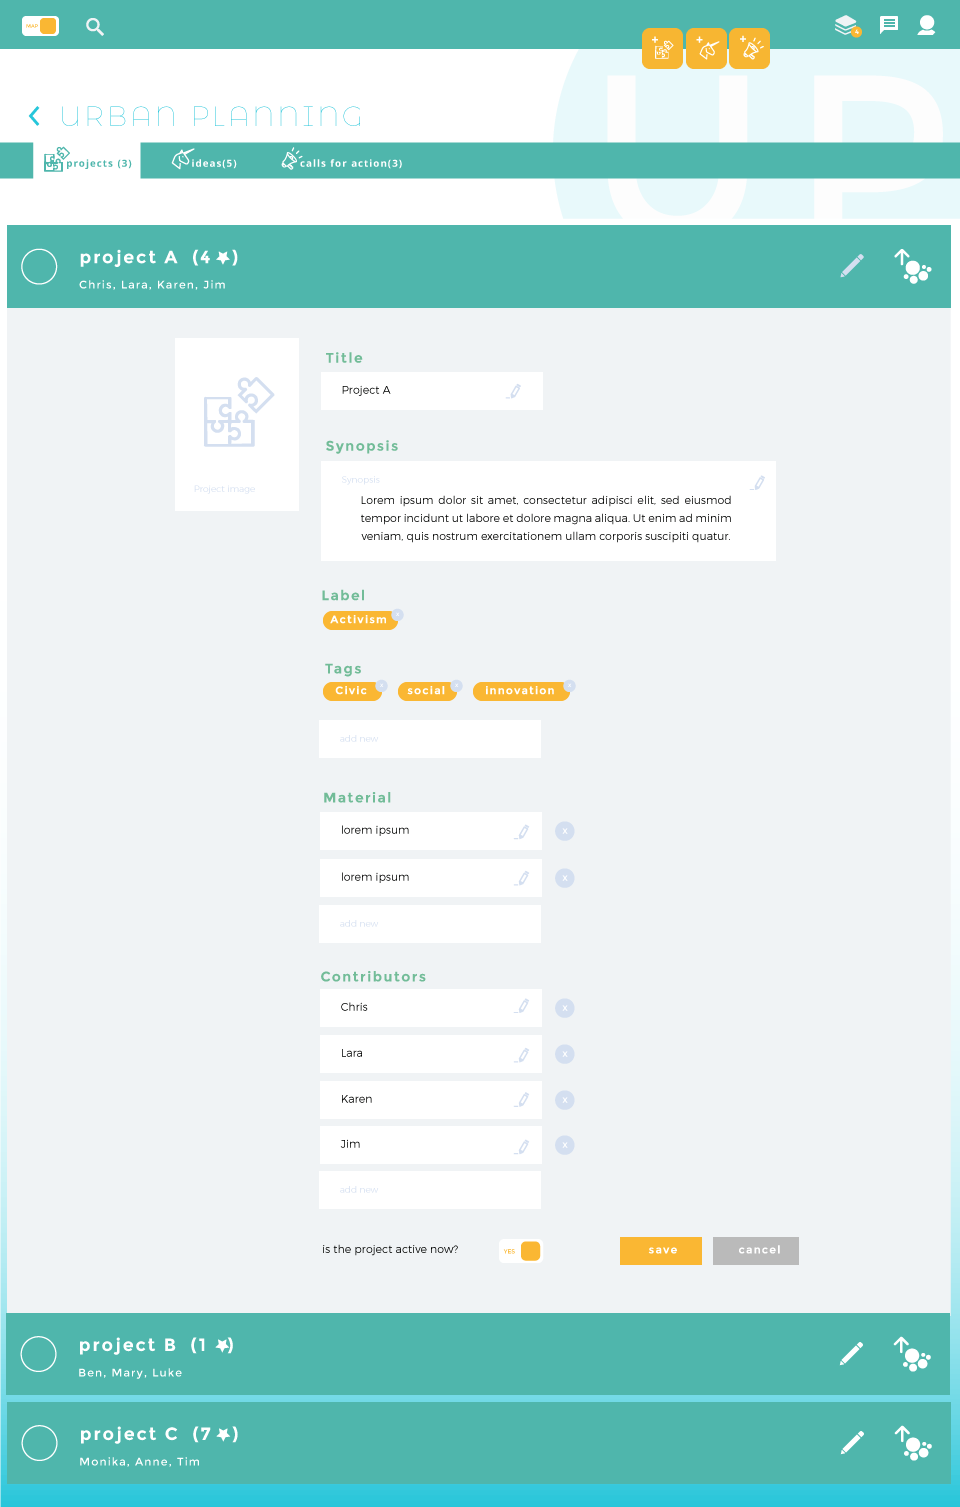 MAP
4
URBAN PLANNING
UP
projects (3)
ideas(5)
calls for action(3)
project A (4 ★)
Chris, Lara, Karen, Jim
Title
Project A
Project image
Synopsis
Synopsis
Lorem ipsum dolor sit amet, consectetur adipisci elit, sed eiusmod
tempor incidunt ut labore et dolore magna aliqua. Ut enim ad minim
veniam, quis nostrum exercitationem ullam corporis suscipiti quatur.
Label
Activism x
Tags
Civic x social x innovation x
add new
Material
lorem ipsum x
lorem ipsum x
add new
Contributors
Chris x
Lara x
Karen x
Jim x
add new
is the project active now? YES save cancel
project B (1 ★)
Ben, Mary, Luke
project C (7 ★)
Monika, Anne, Tim